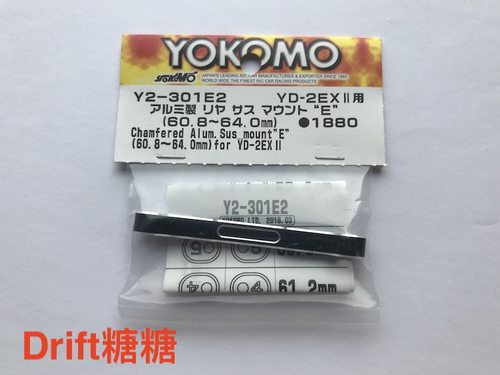 YOKOMO
YOKOMO
JAPAN'S LEADING R/C CAR MANUFACTURER & EXPORTER SINCE 1980
WORLD WIDE THE FINEST R/C CAR RACING PRODUCTS
Y2-301E2 YD-2EXⅡ用
アルミ製 リヤ サス マウント "E"
(60.8〜64.0mm) ●1880
Chamfered Alum. Sus mount"E"
(60.8〜64.0mm)for YD-2EXⅡ
Y2-301E2
(YOKOMO LTD. 2018.03)
61.2mm
Drift糖糖